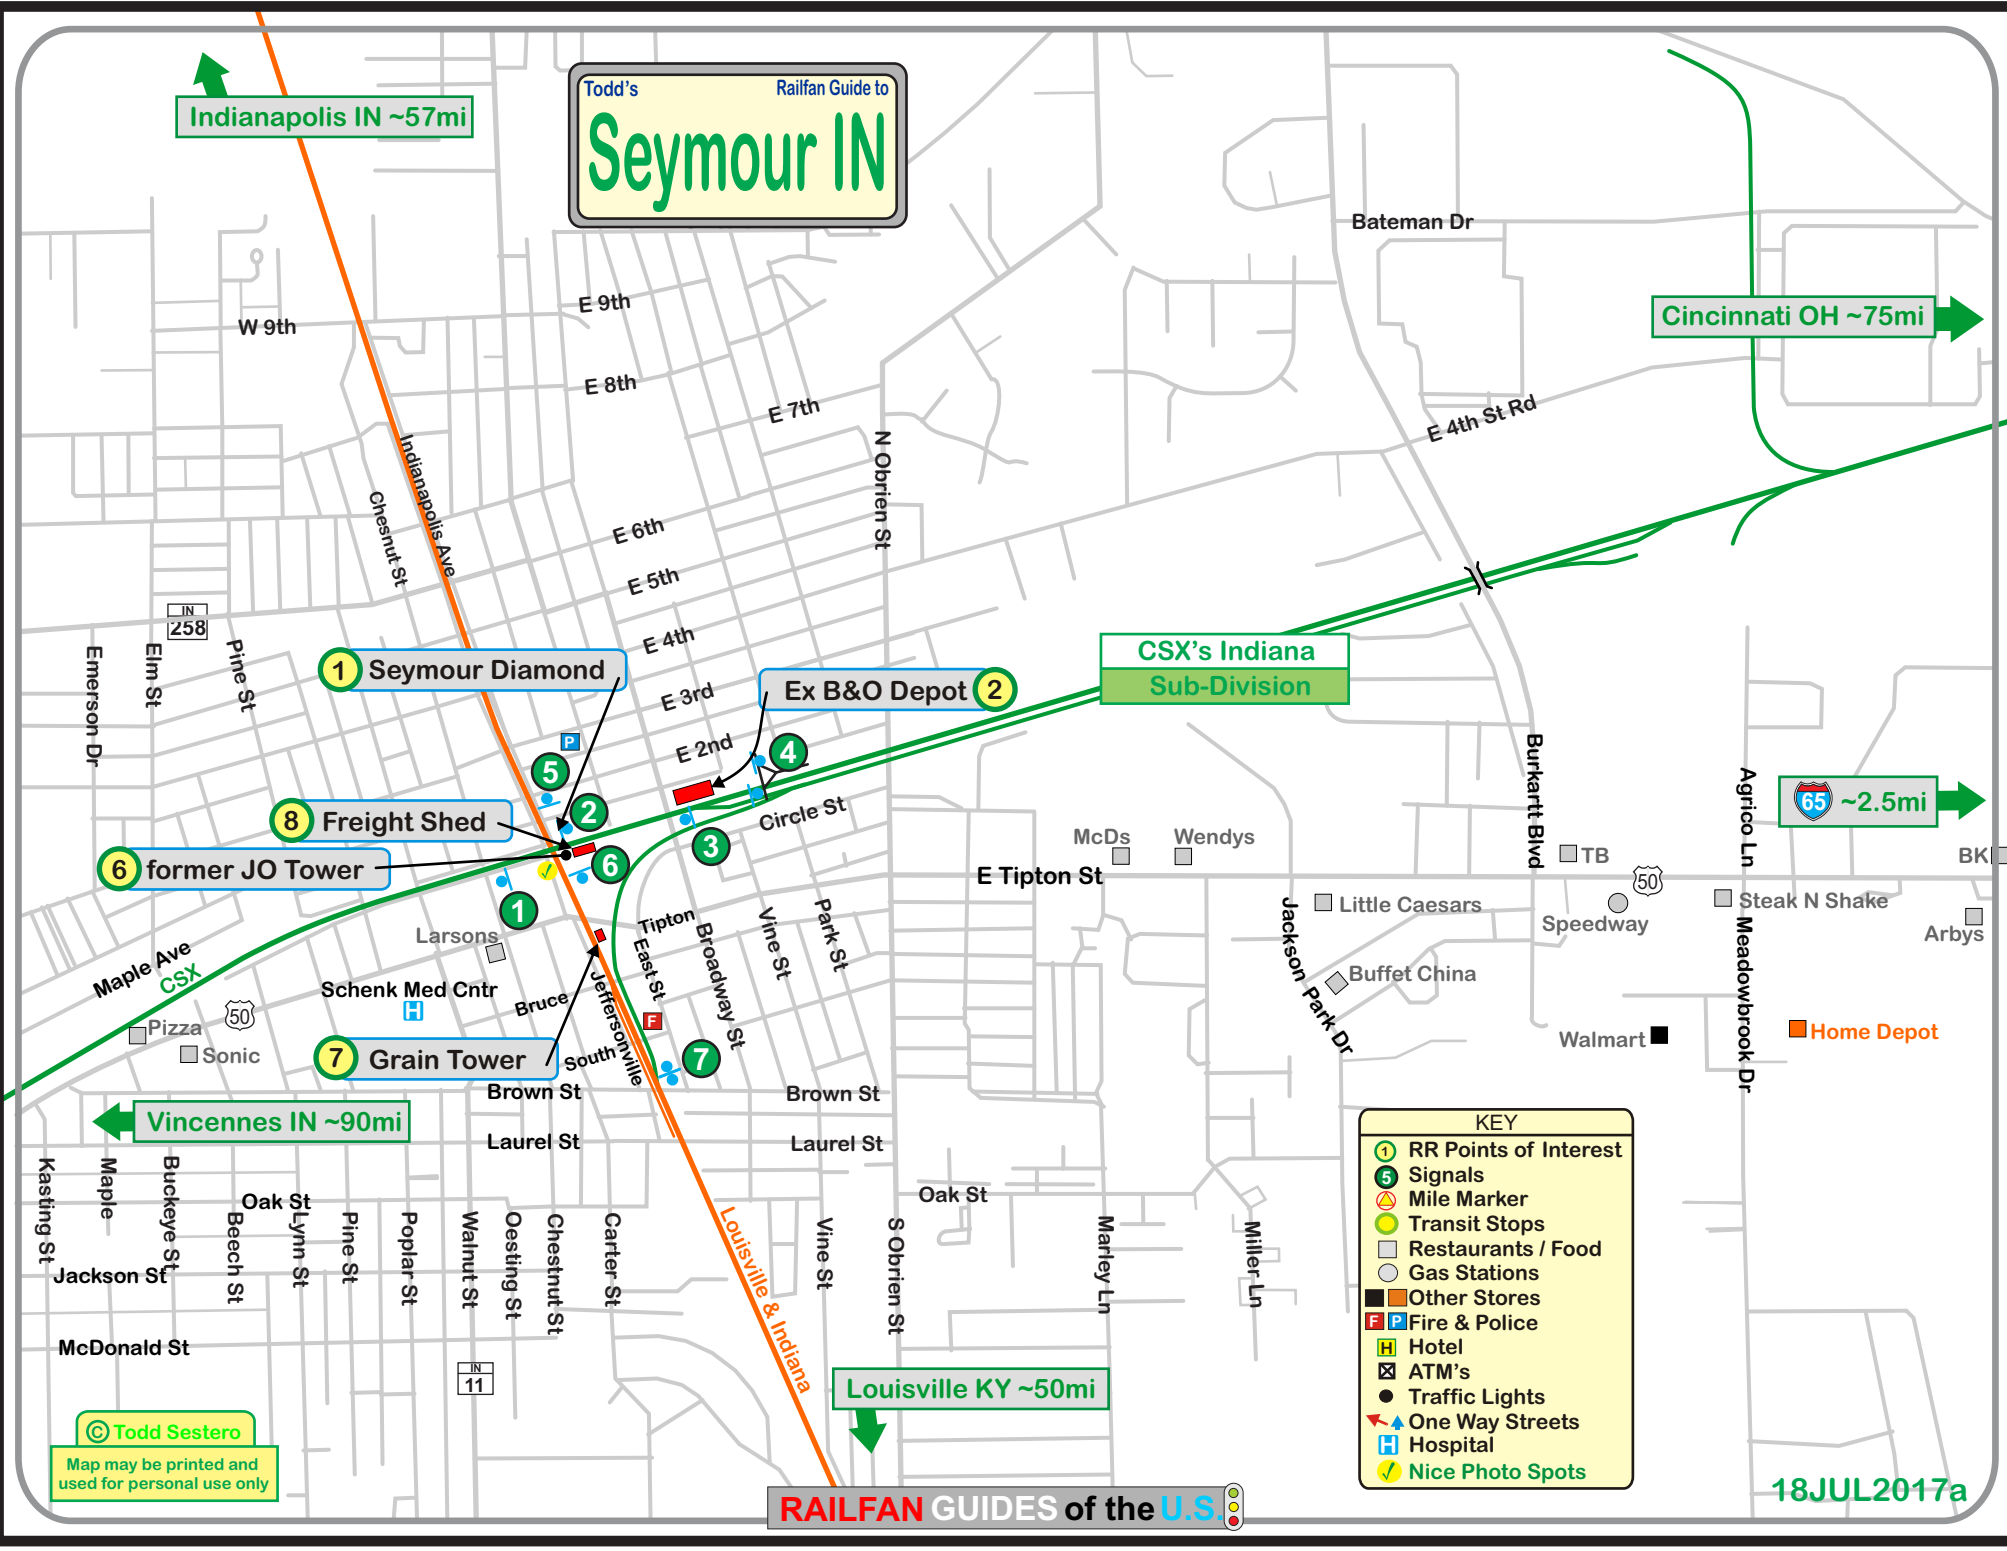 Todd's
Railfan Guide to
Seymour IN
Indianapolis IN ~57mi
Bateman Dr
Cincinnati OH ~75mi
E 9th
W 9th
E 8th
E 7th
E 4th St Rd
Indianapolis Ave
N Obrien St
Chesnut St
E 6th
E 5th
E 4th
IN
258
Emerson Dr
Elm St
Pine St
1 Seymour Diamond
E 3rd
Ex B&O Depot 2
CSX's Indiana
Sub-Division
E 2nd
4
5
P
2
8 Freight Shed
Circle St
3
6
6 former JO Tower
1
Burkartt Blvd
Agrico Ln
65 ~2.5mi
McDs
Wendys
TB
BK
E Tipton St
50
Little Caesars
Speedway
Steak N Shake
Arbys
Larsons
Tipton
East St
Broadway St
Vine St
Park St
Jackson Park Dr
Meadowbrook Dr
Maple Ave
CSX
Buffet China
Schenk Med Cntr
H
Bruce
Jeffersonville
F
50
Pizza
Sonic
7 Grain Tower
South
7
Walmart
Home Depot
Brown St
Brown St
Vincennes IN ~90mi
Laurel St
Laurel St
Kasting St
Maple
Buckeye St
Oak St
Oak St
Beech St
Lynn St
Pine St
Poplar St
Walnut St
Oesting St
Chestnut St
Carter St
Louisville & Indiana
Vine St
S Obrien St
Marley Ln
Miller Ln
Jackson St
McDonald St
IN
11
Louisville KY ~50mi
KEY
1 RR Points of Interest
5 Signals
Mile Marker
Transit Stops
Restaurants / Food
Gas Stations
Other Stores
F P Fire & Police
H Hotel
ATM's
Traffic Lights
One Way Streets
H Hospital
Nice Photo Spots
© Todd Sestero
Map may be printed and
used for personal use only
18JUL2017a
RAILFAN GUIDES of the U.S.